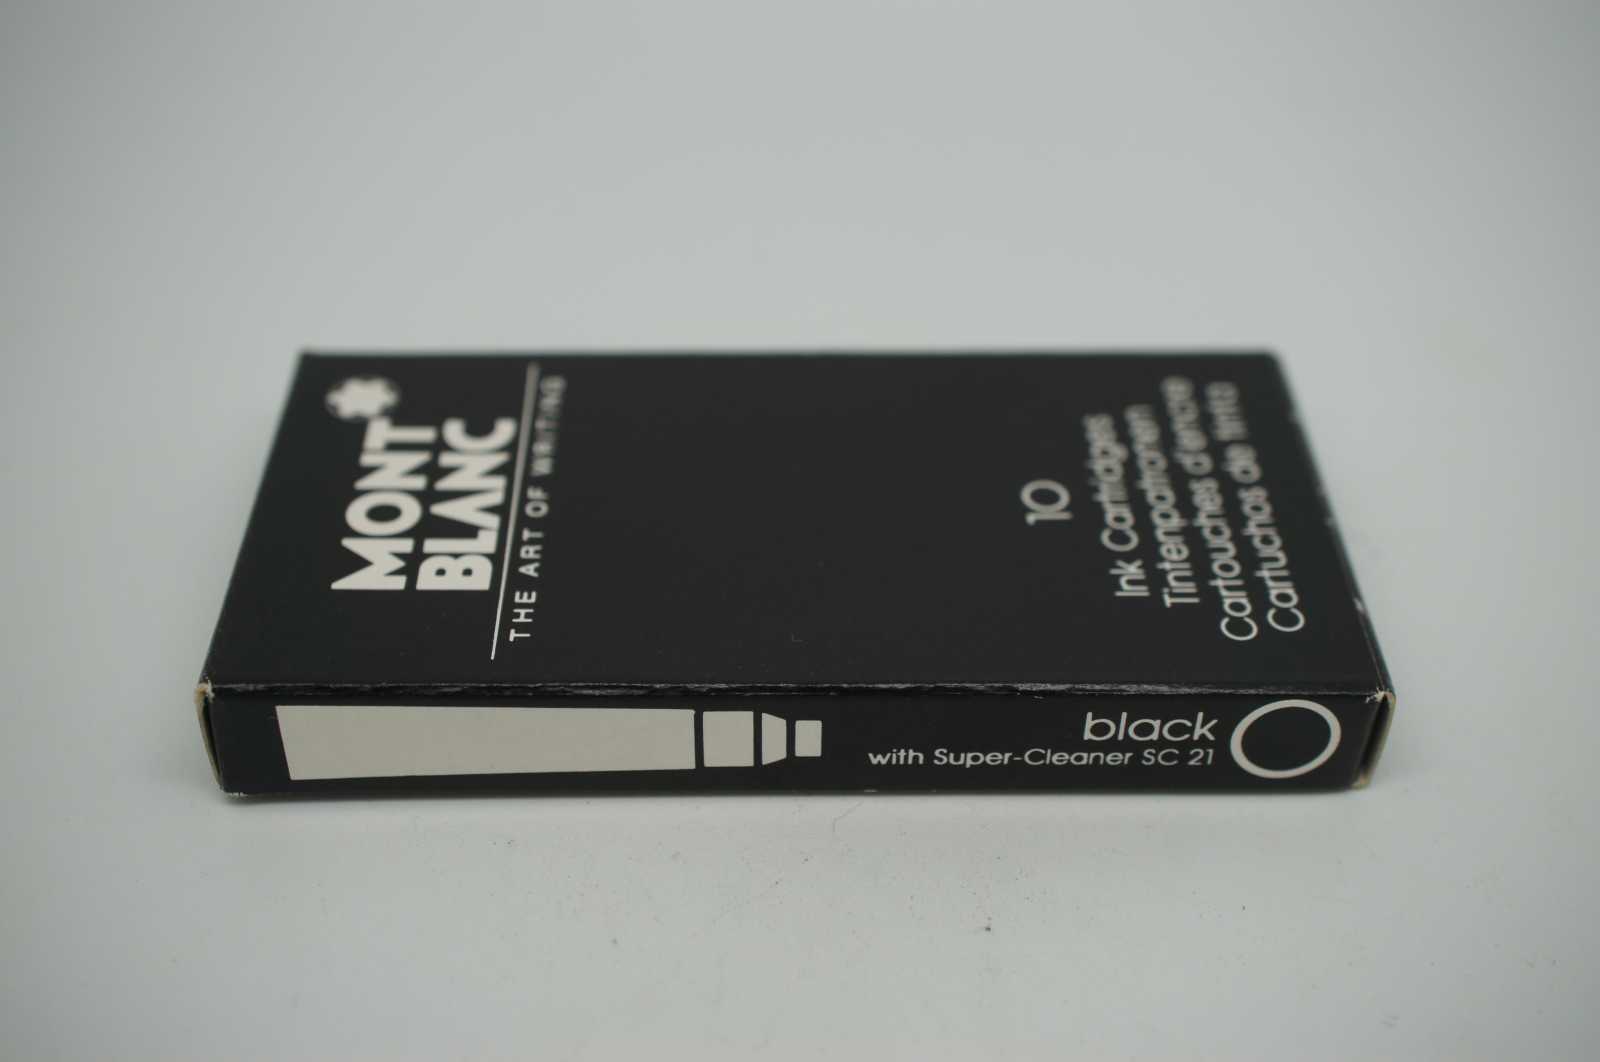 MONT
BLANC
THE ART OF WRITING
10
Ink Cartridges
Tintenpatronen
Cartouches d'encre
Cartuchos de tinta
black
with Super-Cleaner SC 21